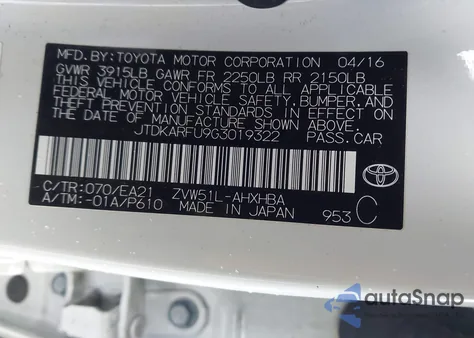 MFD. BY: TOYOTA MOTOR CORPORATION 04/16
GVWR 3915LB GAWR FR 2250LB RR 2150LB
THIS VEHICLE CONFORMS TO ALL APPLICABLE
FEDERAL MOTOR VEHICLE SAFETY, BUMPER, AND
THEFT PREVENTION STANDARDS IN EFFECT ON
THE DATE OF MANUFACTURE SHOWN ABOVE.
JTDKARFU9G3019322 PASS. CAR
C/TR: 070/EA21 ZVW51L-AHXHBA
A/TM: -01A/P610 MADE IN JAPAN 953 C
TOYOTA
autoSnap